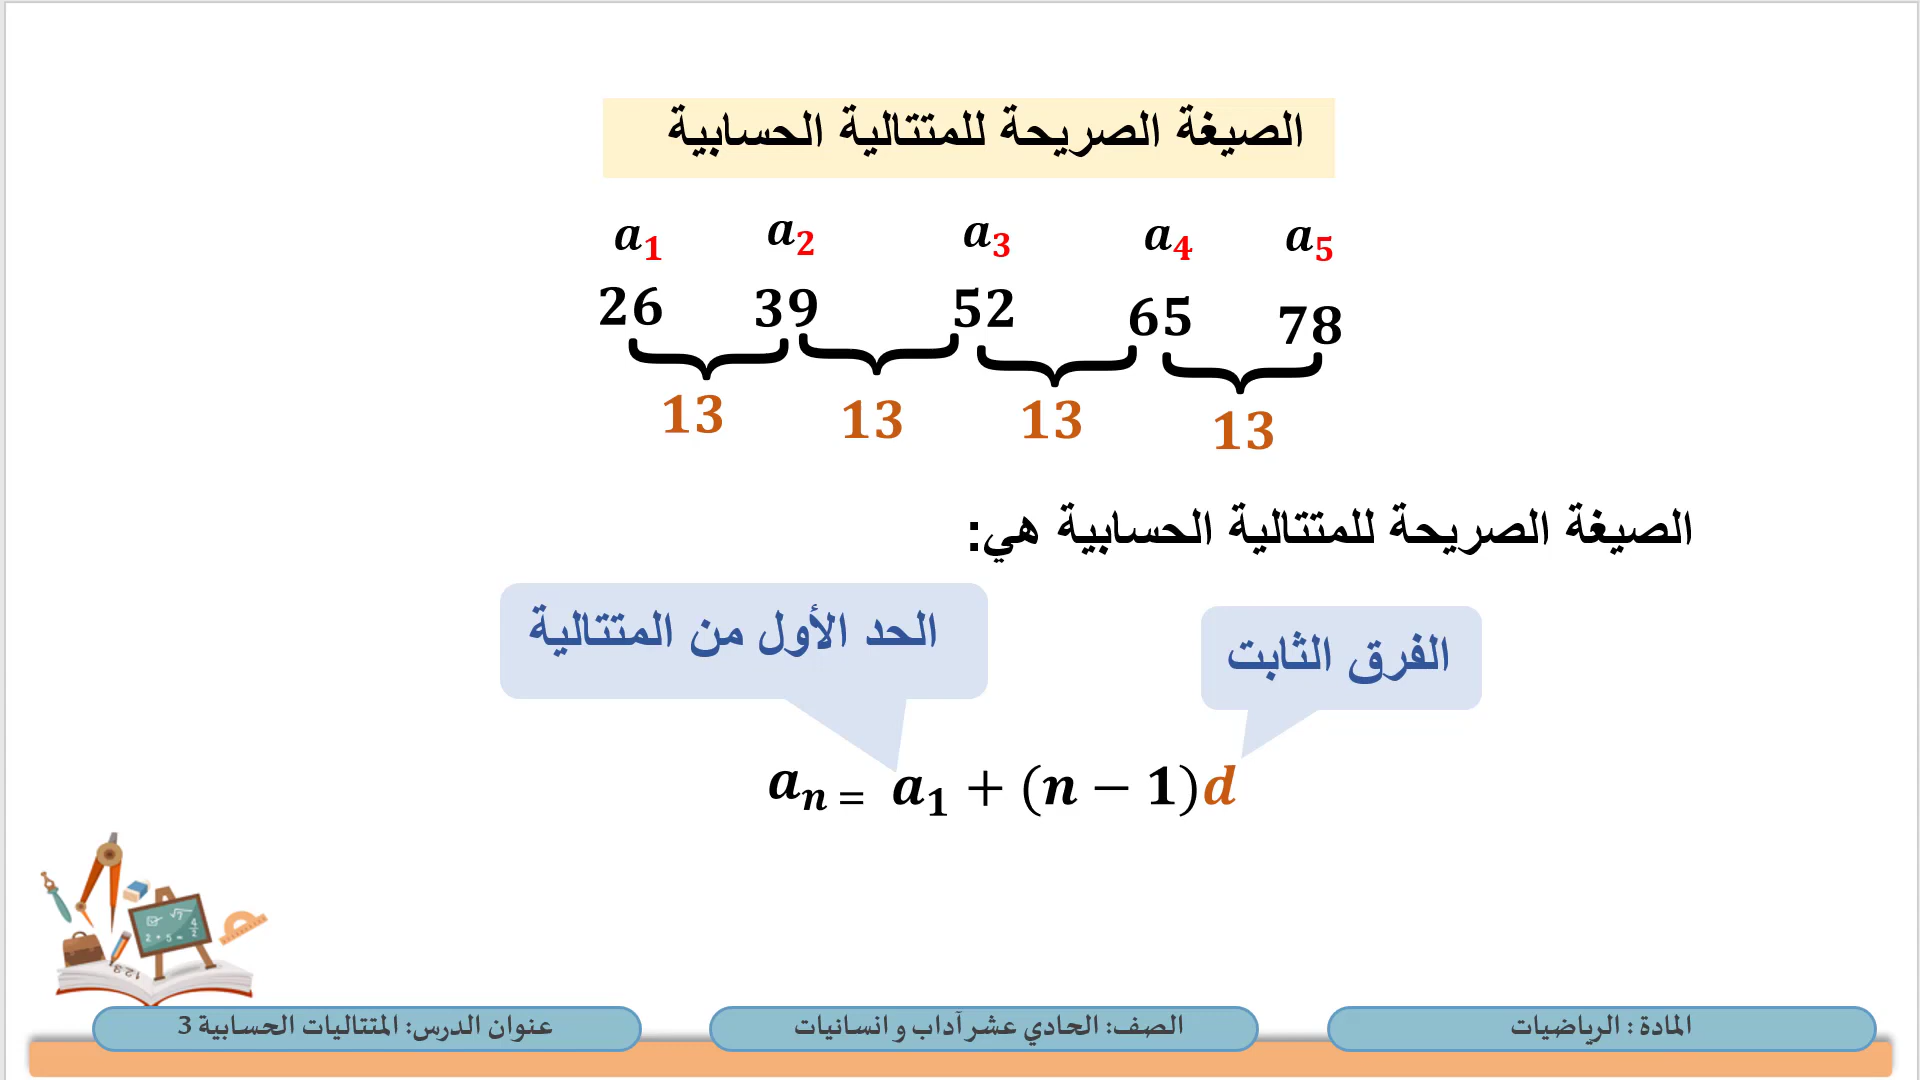 الصيغة الصريحة للمتتالية الحسابية
a₁ a₂ a₃ a₄ a₅
26 39 52 65 78
13 13 13 13
الصيغة الصريحة للمتتالية الحسابية هي:
الحد الأول من المتتالية
الفرق الثابت
aₙ = a₁ + (n − 1)d
المادة : الرياضيات
الصف: الحادي عشر آداب و انسانيات
عنوان الدرس: المتتاليات الحسابية 3